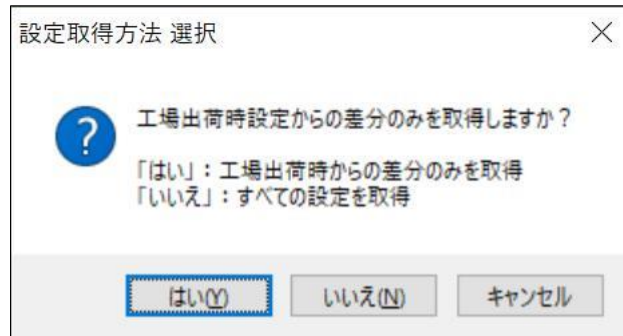 設定取得方法 選択
?
工場出荷時設定からの差分のみを取得しますか？
「はい」：工場出荷時からの差分のみを取得
「いいえ」：すべての設定を取得
はい(Y)
いいえ(N)
キャンセル